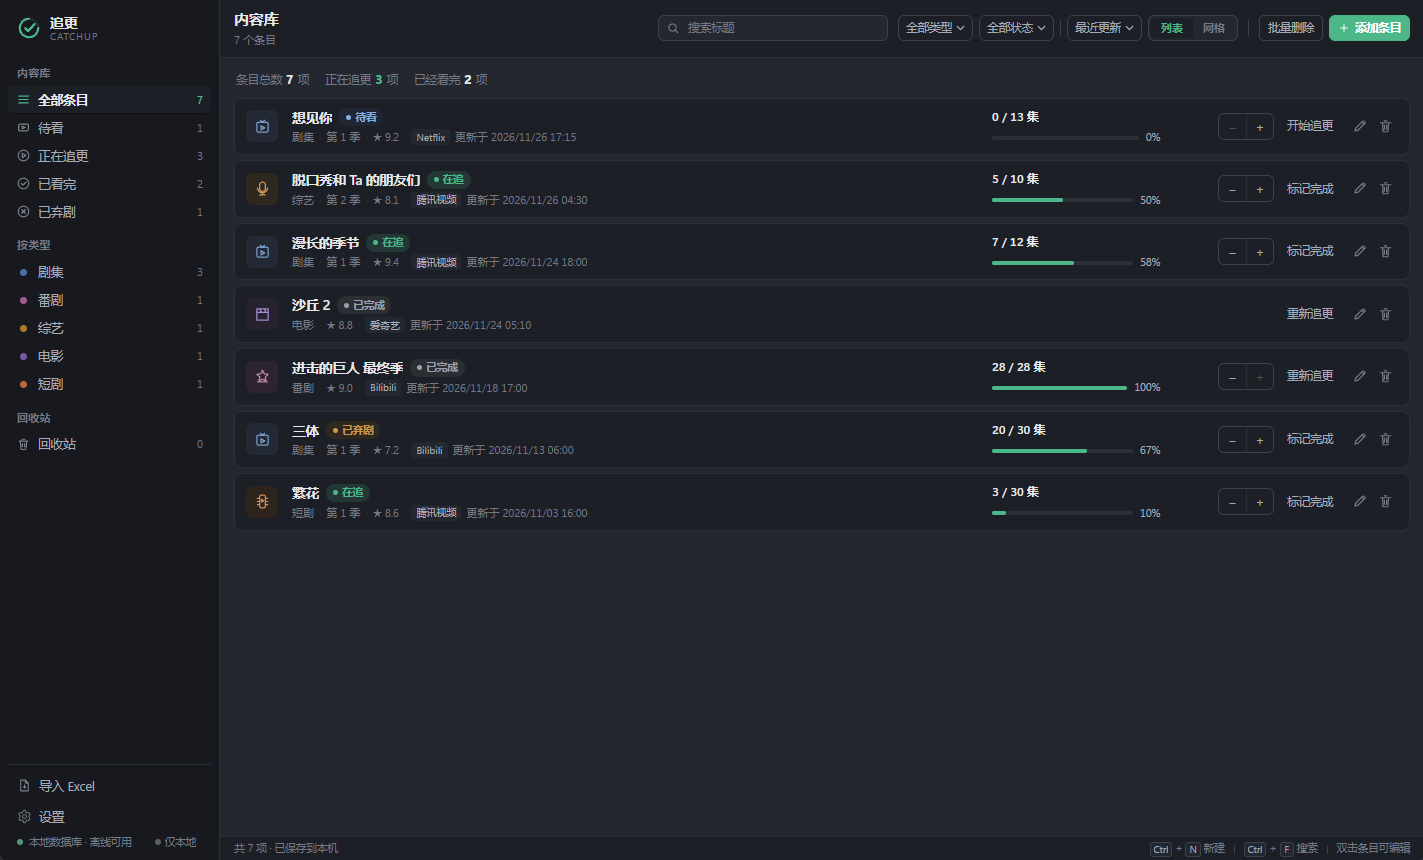 追更
CATCHUP
内容库
全部条目 7
待看 1
正在追更 3
已看完 2
已弃剧 1
按类型
剧集 3
番剧 1
综艺 1
电影 1
短剧 1
回收站
回收站 0
导入 Excel
设置
本地数据库 · 离线可用 仅本地
内容库
7 个条目
搜索标题
全部类型 全部状态 最近更新 列表 网格 批量删除 + 添加条目
条目总数 7 项 正在追更 3 项 已经看完 2 项
想见你 待看
剧集 · 第 1 季 · ★ 9.2 · Netflix 更新于 2026/11/26 17:15
0 / 13 集
0%
– + 开始追更
脱口秀和 Ta 的朋友们 在追
综艺 · 第 2 季 · ★ 8.1 · 腾讯视频 更新于 2026/11/26 04:30
5 / 10 集
50%
– + 标记完成
漫长的季节 在追
剧集 · 第 1 季 · ★ 9.4 · 腾讯视频 更新于 2026/11/24 18:00
7 / 12 集
58%
– + 标记完成
沙丘 2 已完成
电影 · ★ 8.8 · 爱奇艺 更新于 2026/11/24 05:10
重新追更
进击的巨人 最终季 已完成
番剧 · ★ 9.0 · Bilibili 更新于 2026/11/18 17:00
28 / 28 集
100%
– + 重新追更
三体 已弃剧
剧集 · 第 1 季 · ★ 7.2 · Bilibili 更新于 2026/11/13 06:00
20 / 30 集
67%
– + 标记完成
繁花 在追
短剧 · 第 1 季 · ★ 8.6 · 腾讯视频 更新于 2026/11/03 16:00
3 / 30 集
10%
– + 标记完成
共 7 项 · 已保存到本机
Ctrl + N 新建 | Ctrl + F 搜索 | 双击条目可编辑